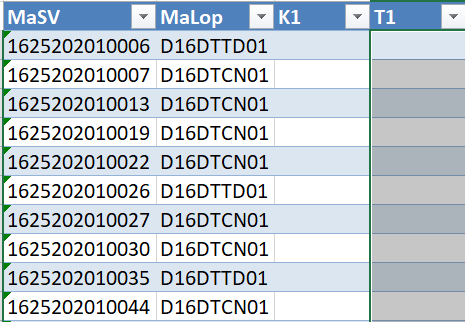 MaSV MaLop K1 T1
1625202010006 D16DTTD01
1625202010007 D16DTCN01
1625202010013 D16DTCN01
1625202010019 D16DTCN01
1625202010022 D16DTCN01
1625202010026 D16DTTD01
1625202010027 D16DTCN01
1625202010030 D16DTCN01
1625202010035 D16DTTD01
1625202010044 D16DTCN01